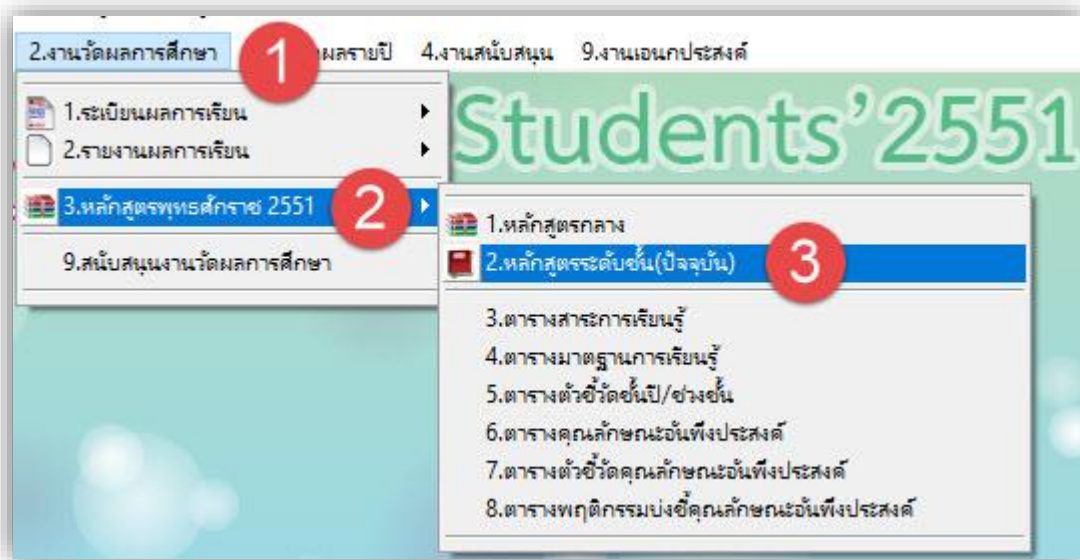 2.งานวัดผลการศึกษา 1 ผลรายปี 4.งานสนับสนุน 9.งานเอนกประสงค์
Students'2551
1.ระเบียนผลการเรียน
2.รายงานผลการเรียน
3.หลักสูตรพุทธศักราช 2551 2
9.สนับสนุนงานวัดผลการศึกษา
1.หลักสูตรกลาง
2.หลักสูตรระดับชั้น(ปัจจุบัน) 3
3.ตารางสาระการเรียนรู้
4.ตารางมาตฐานการเรียนรู้
5.ตารางตัวชี้วัดชั้นปี/ช่วงชั้น
6.ตารางคุณลักษณะอันพึงประสงค์
7.ตารางตัวชี้วัดคุณลักษณะอันพึงประสงค์
8.ตารางพฤติกรรมบ่งชี้คุณลักษณะอันพึงประสงค์